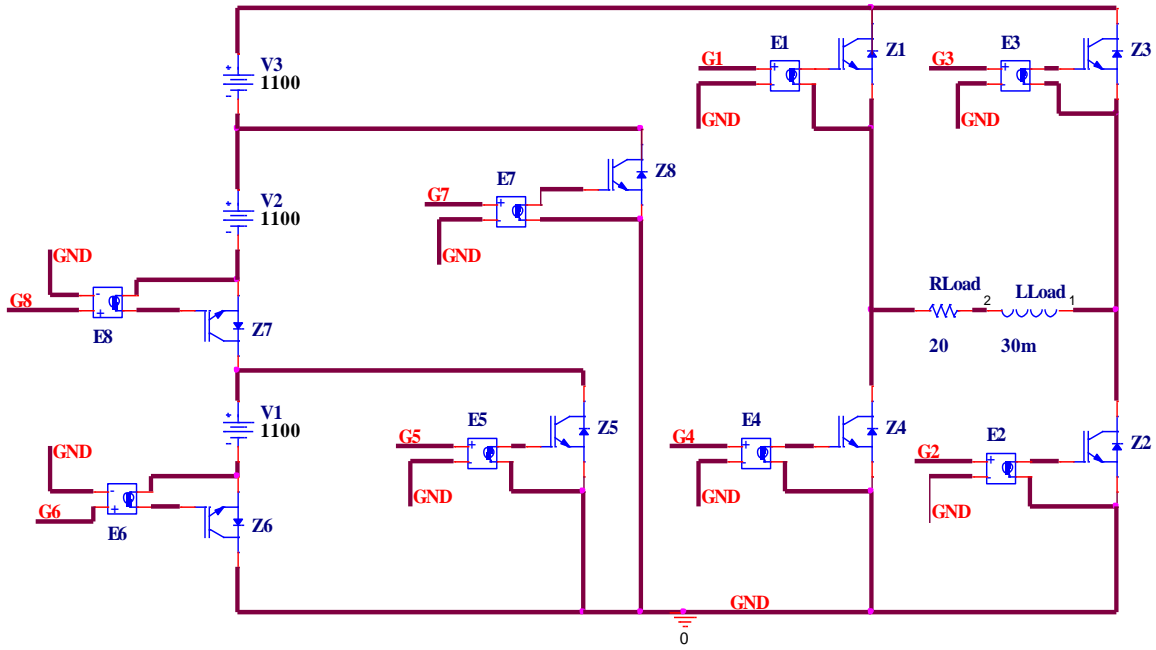 E1
Z1
E3
Z3
G1
G3
V3
1100
+
-
GND
GND
E7
Z8
G7
V2
1100
+
-
GND
GND
G8
E8
Z7
RLoad
2
LLoad
1
20
30m
V1
1100
+
-
E5
Z5
G5
E4
Z4
G4
E2
Z2
G2
GND
GND
GND
GND
G6
E6
Z6
GND
0